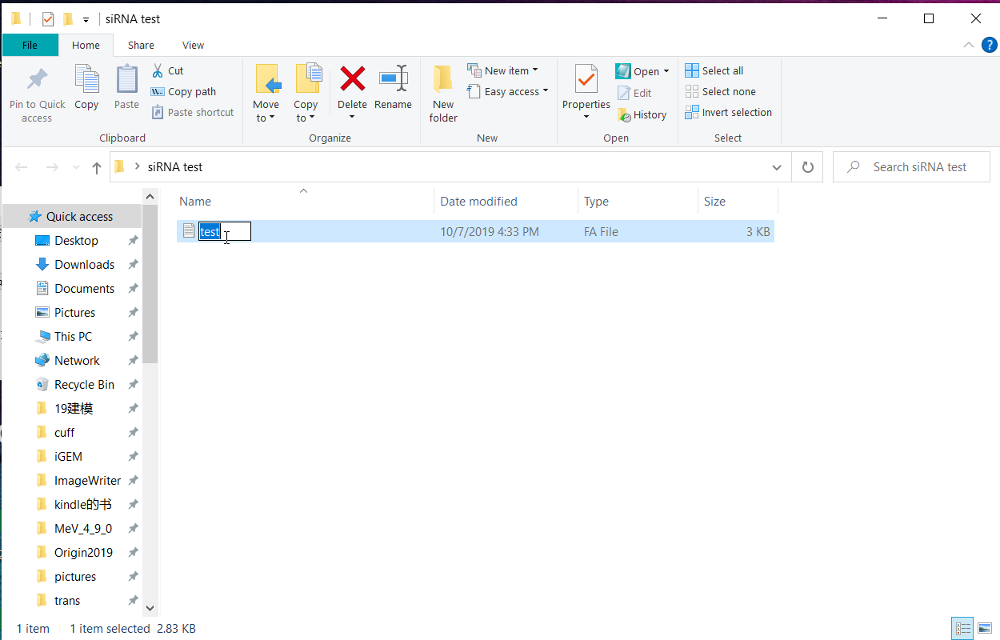 siRNA test
File Home Share View
Pin to Quick access
Copy
Paste
Cut
Copy path
Paste shortcut
Clipboard
Move to
Copy to
Delete
Rename
Organize
New folder
New item
Easy access
New
Properties
Open
Edit
History
Open
Select all
Select none
Invert selection
Select
siRNA test
Search siRNA test
Name Date modified Type Size
test 10/7/2019 4:33 PM FA File 3 KB
Quick access
Desktop
Downloads
Documents
Pictures
This PC
Network
Recycle Bin
19建模
cuff
iGEM
ImageWriter
kindle的书
MeV_4_9_0
Origin2019
pictures
trans
1 item 1 item selected 2.83 KB